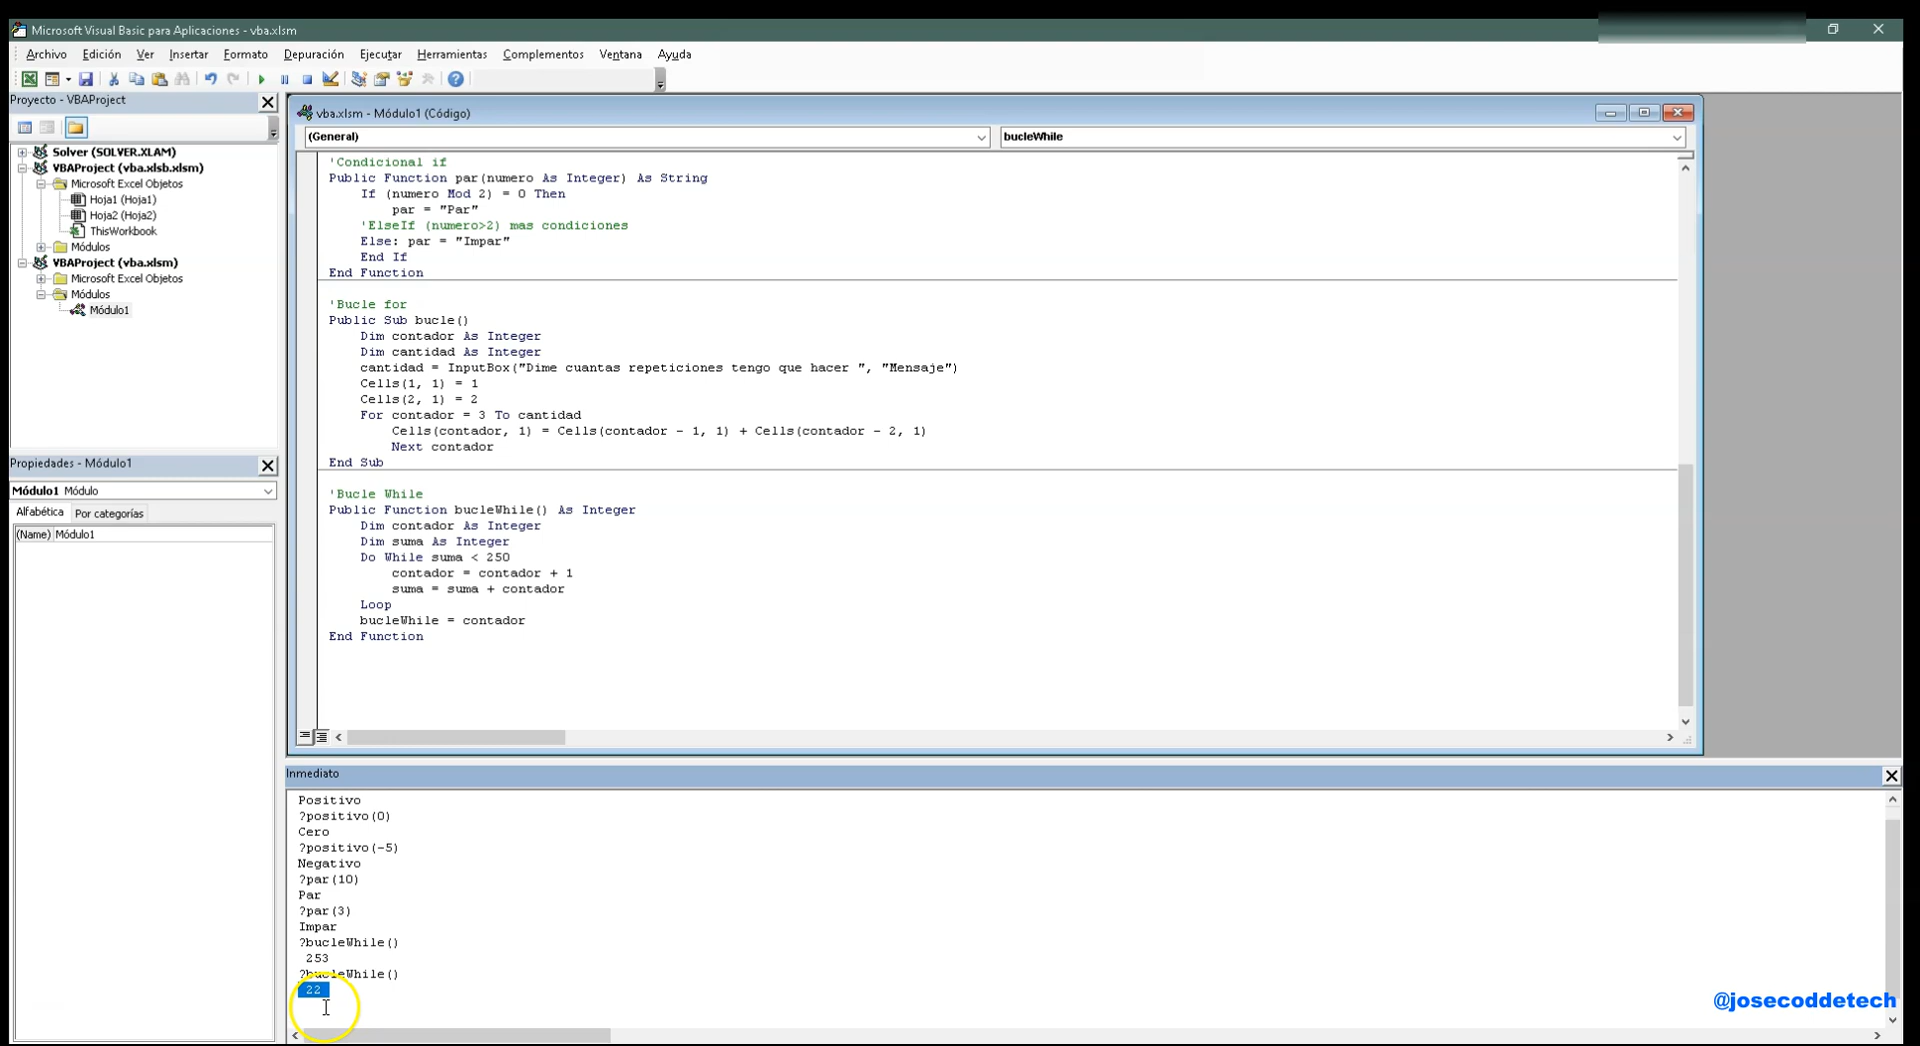 Microsoft Visual Basic para Aplicaciones - vba.xlsm
Archivo Edición Ver Insertar Formato Depuración Ejecutar Herramientas Complementos Ventana Ayuda
Proyecto - VBAProject
Solver (SOLVER.XLAM)
VBAProject (vba.xlsb.xlsm)
Microsoft Excel Objetos
Hoja1 (Hoja1)
Hoja2 (Hoja2)
ThisWorkbook
Módulos
VBAProject (vba.xlsm)
Microsoft Excel Objetos
Módulos
Módulo1
Propiedades - Módulo1
Módulo1 Módulo
Alfabética Por categorías
(Name) Módulo1
vba.xlsm - Módulo1 (Código)
(General) bucleWhile
'Condicional if
Public Function par(numero As Integer) As String
If (numero Mod 2) = 0 Then
par = "Par"
'ElseIf (numero>2) mas condiciones
Else: par = "Impar"
End If
End Function
'Bucle for
Public Sub bucle()
Dim contador As Integer
Dim cantidad As Integer
cantidad = InputBox("Dime cuantas repeticiones tengo que hacer ", "Mensaje")
Cells(1, 1) = 1
Cells(2, 1) = 2
For contador = 3 To cantidad
Cells(contador, 1) = Cells(contador - 1, 1) + Cells(contador - 2, 1)
Next contador
End Sub
'Bucle While
Public Function bucleWhile() As Integer
Dim contador As Integer
Dim suma As Integer
Do While suma < 250
contador = contador + 1
suma = suma + contador
Loop
bucleWhile = contador
End Function
Inmediato
Positivo
?positivo(0)
Cero
?positivo(-5)
Negativo
?par(10)
Par
?par(3)
Impar
?bucleWhile()
253
?bucleWhile()
22
@josecoddetech